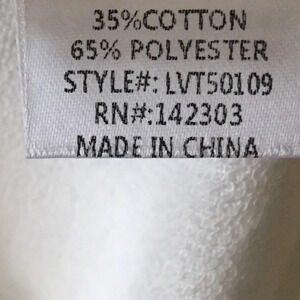 35%COTTON
65% POLYESTER
STYLE#: LVT50109
RN#:142303
MADE IN CHINA